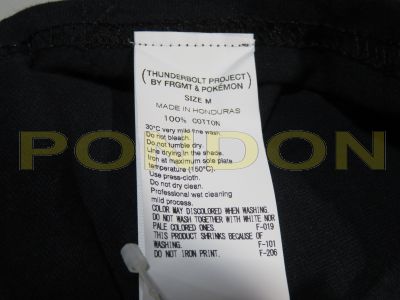 ( THUNDERBOLT PROJECT
BY FRGMT & POKÉMON )
SIZE M
MADE IN HONDURAS
100% COTTON
30°C very mild fine wash.
Do not bleach.
Do not tumble dry.
Line drying in the shade.
Iron at maximum sole plate
temperature (150°C).
Use press-cloth.
Do not dry clean.
Professional wet cleaning
mild process.
COLOR MAY DISCOLORED WHEN WASHING.
DO NOT WASH TOGETHER WITH WHITE NOR
PALE COLORED ONES. F-019
THIS PRODUCT SHRINKS BECAUSE OF
WASHING. F-101
DO NOT IRON PRINT. F-206